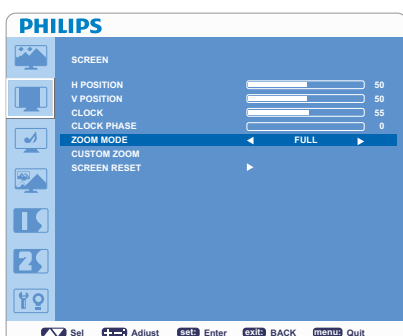 PHILIPS
SCREEN
H POSITION 50
V POSITION 50
CLOCK 55
CLOCK PHASE 0
ZOOM MODE FULL
CUSTOM ZOOM
SCREEN RESET
Sel Adjust set: Enter exit: BACK menu: Quit